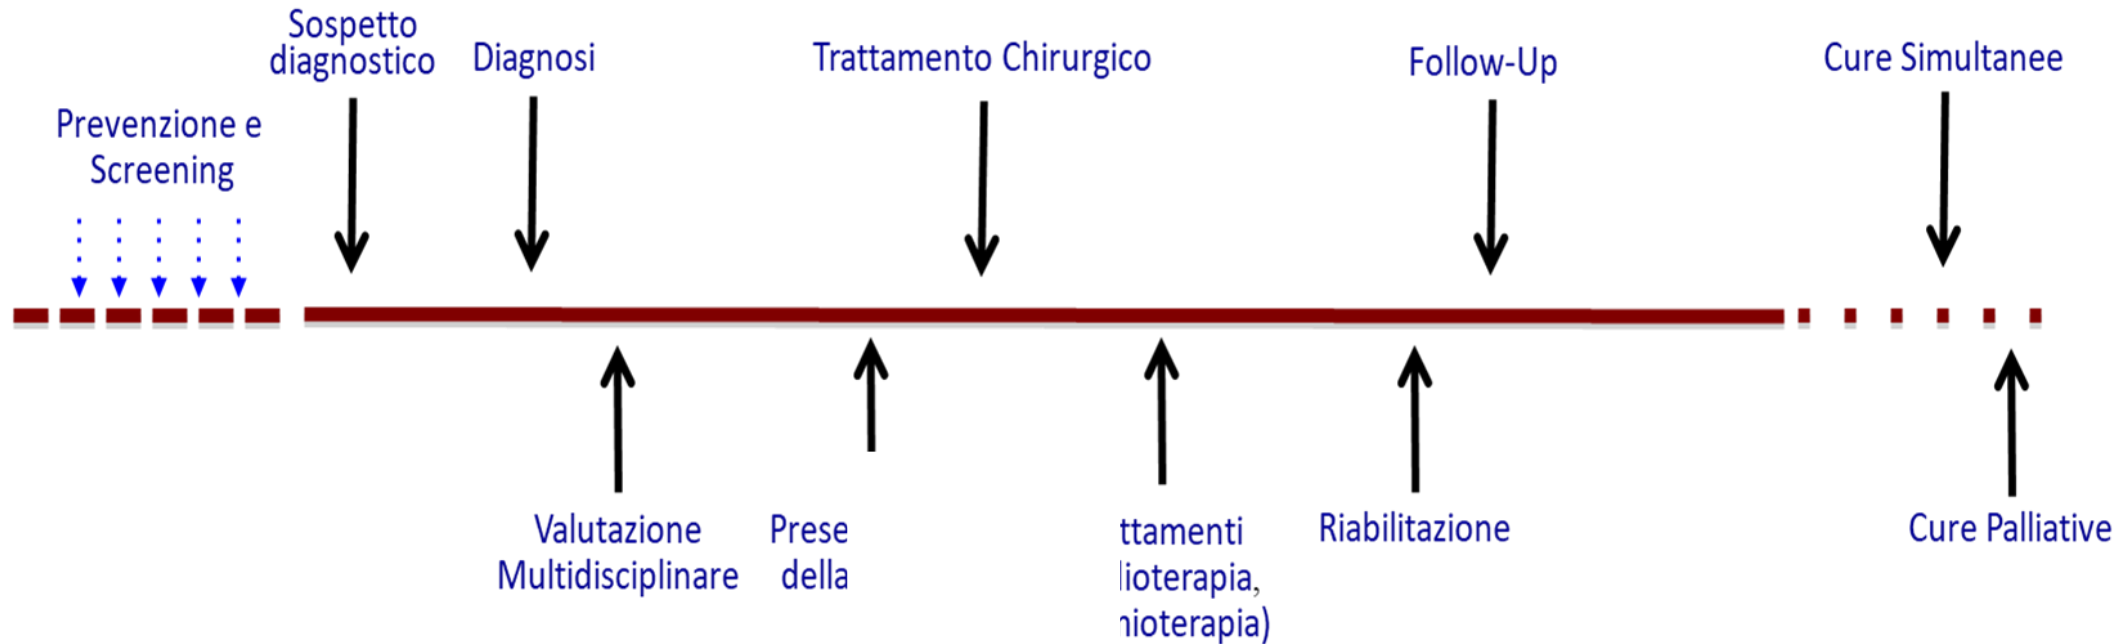 Sospetto
diagnostico
Diagnosi
Trattamento Chirurgico
Follow-Up
Cure Simultanee
Prevenzione e
Screening
Valutazione
Multidisciplinare
Prese
della
ttamenti
lioterapia,
nioterapia)
Riabilitazione
Cure Palliative